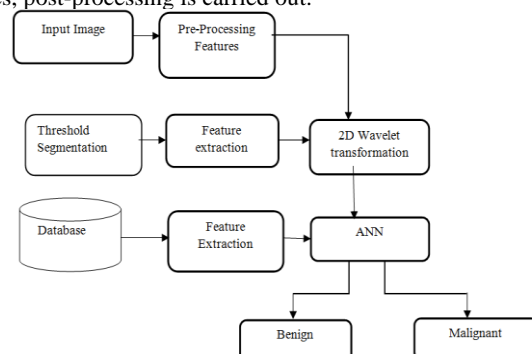 es, post-processing is carried out.
Input Image
Pre-Processing
Features
Threshold
Segmentation
Feature
extraction
2D Wavelet
transformation
Database
Feature
Extraction
ANN
Benign
Malignant